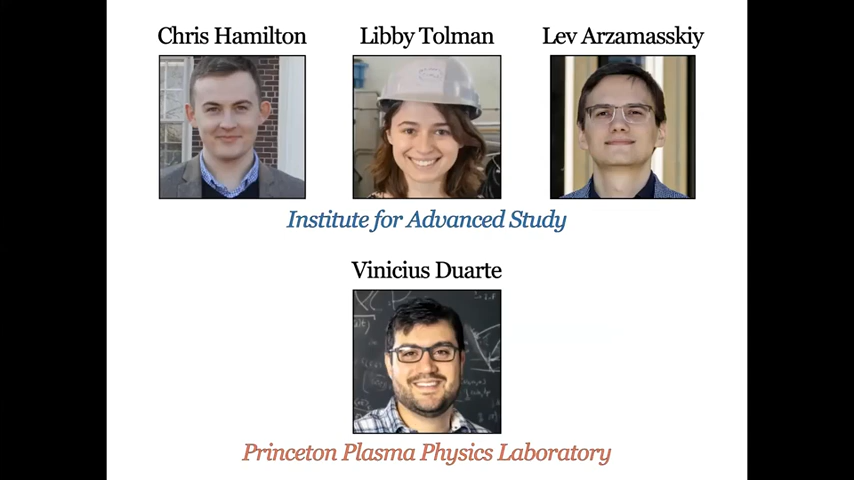 Chris Hamilton Libby Tolman Lev Arzamasskiy
Institute for Advanced Study
Vinicius Duarte
Princeton Plasma Physics Laboratory